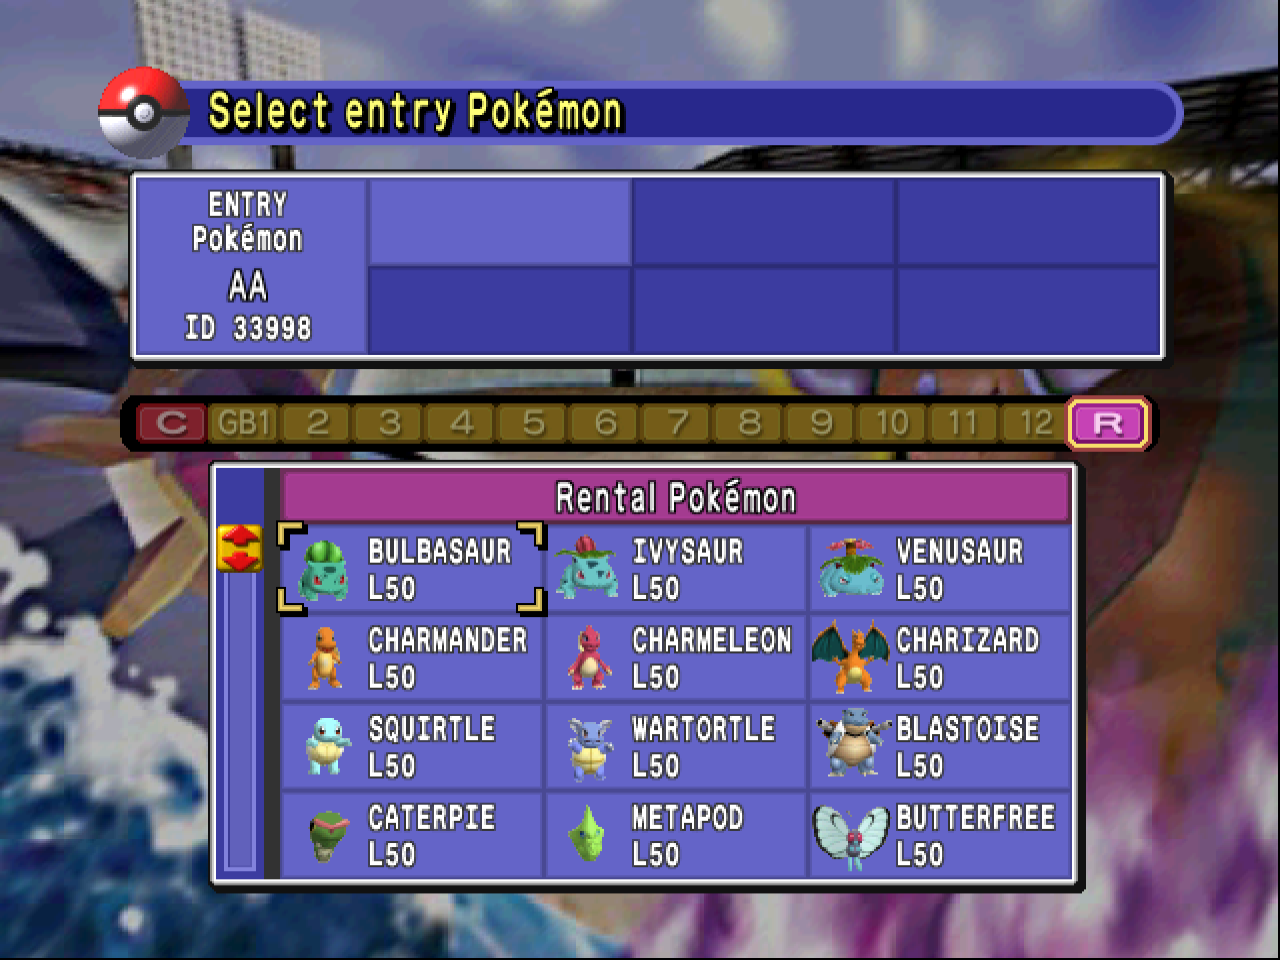 Select entry Pokémon
ENTRY
Pokémon
AA
ID 33998
C GB1 2 3 4 5 6 7 8 9 10 11 12 R
Rental Pokémon
BULBASAUR IVYSAUR VENUSAUR
L50 L50 L50
CHARMANDER CHARMELEON CHARIZARD
L50 L50 L50
SQUIRTLE WARTORTLE BLASTOISE
L50 L50 L50
CATERPIE METAPOD BUTTERFREE
L50 L50 L50